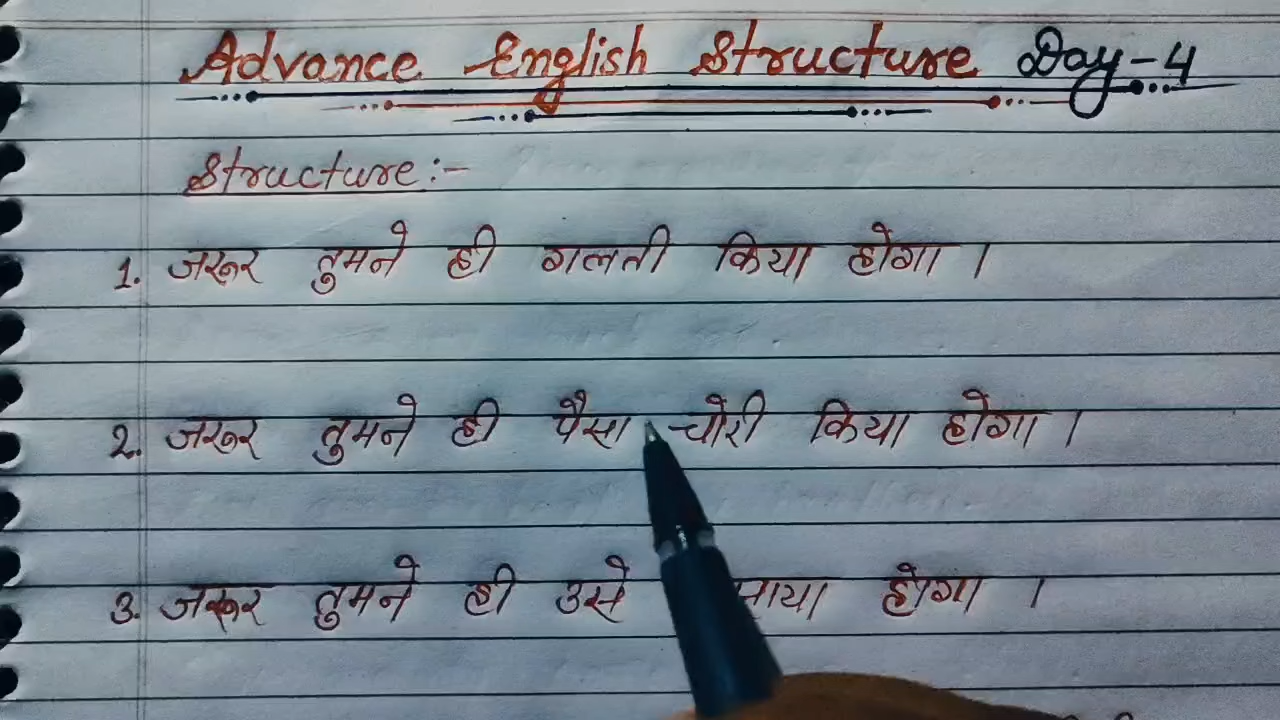 Advance English Structure Day-4
Structure:-
1. जरूर तुमने ही गलती किया होगा ।
2. जरूर तुमने ही पैसा चोरी किया होगा ।
3. जरूर तुमने ही उसे होगा ।